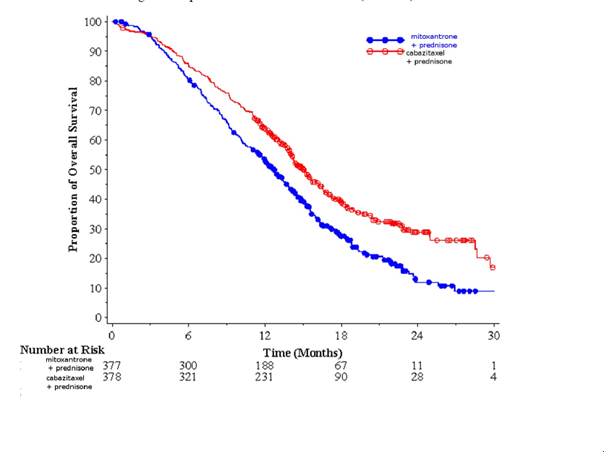 100
90
80
70
60
50
40
30
20
10
0
Proportion of Overall Survival
mitoxantrone
+ prednisone
cabazitaxel
+ prednisone
0 6 12 18 24 30
Time (Months)
Number at Risk
mitoxantrone
+ prednisone 377 300 188 67 11 1
cabazitaxel 378 321 231 90 28 4
+ prednisone